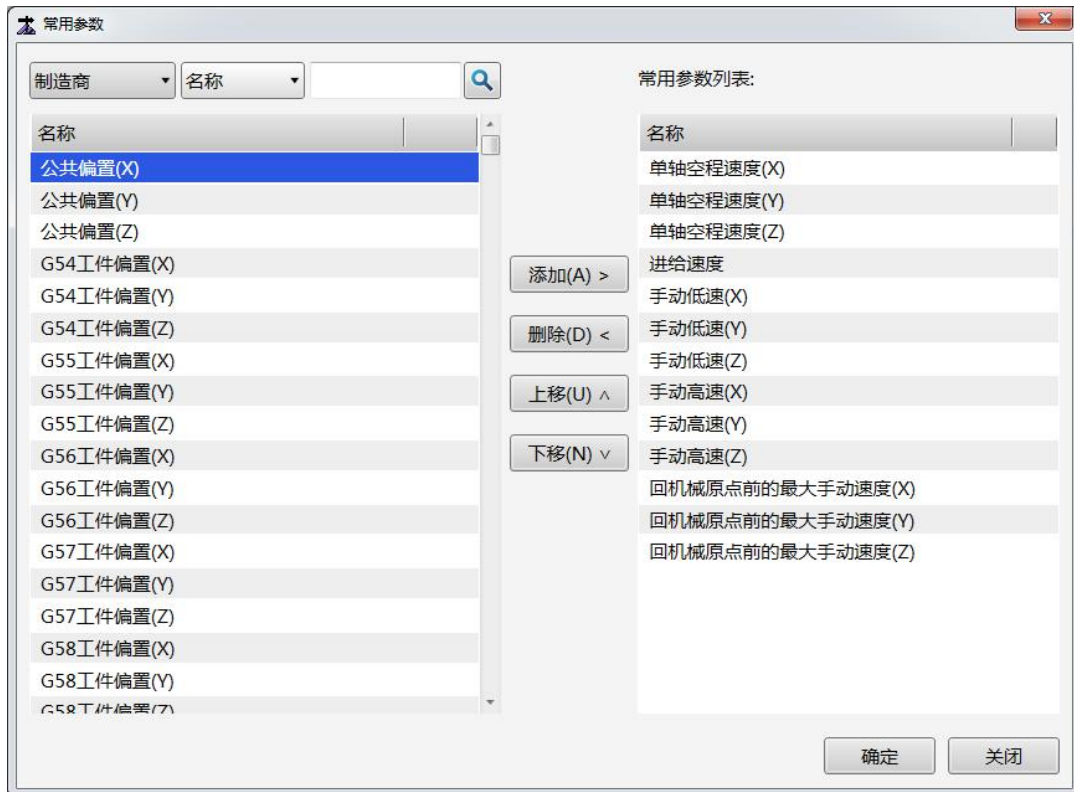 常用参数
制造商 名称
名称
公共偏置(X)
公共偏置(Y)
公共偏置(Z)
G54工件偏置(X)
G54工件偏置(Y)
G54工件偏置(Z)
G55工件偏置(X)
G55工件偏置(Y)
G55工件偏置(Z)
G56工件偏置(X)
G56工件偏置(Y)
G56工件偏置(Z)
G57工件偏置(X)
G57工件偏置(Y)
G57工件偏置(Z)
G58工件偏置(X)
G58工件偏置(Y)
G58工件偏置(Z)
添加(A) >
删除(D) <
上移(U) ∧
下移(N) ∨
常用参数列表:
名称
单轴空程速度(X)
单轴空程速度(Y)
单轴空程速度(Z)
进给速度
手动低速(X)
手动低速(Y)
手动低速(Z)
手动高速(X)
手动高速(Y)
手动高速(Z)
回机械原点前的最大手动速度(X)
回机械原点前的最大手动速度(Y)
回机械原点前的最大手动速度(Z)
确定
关闭